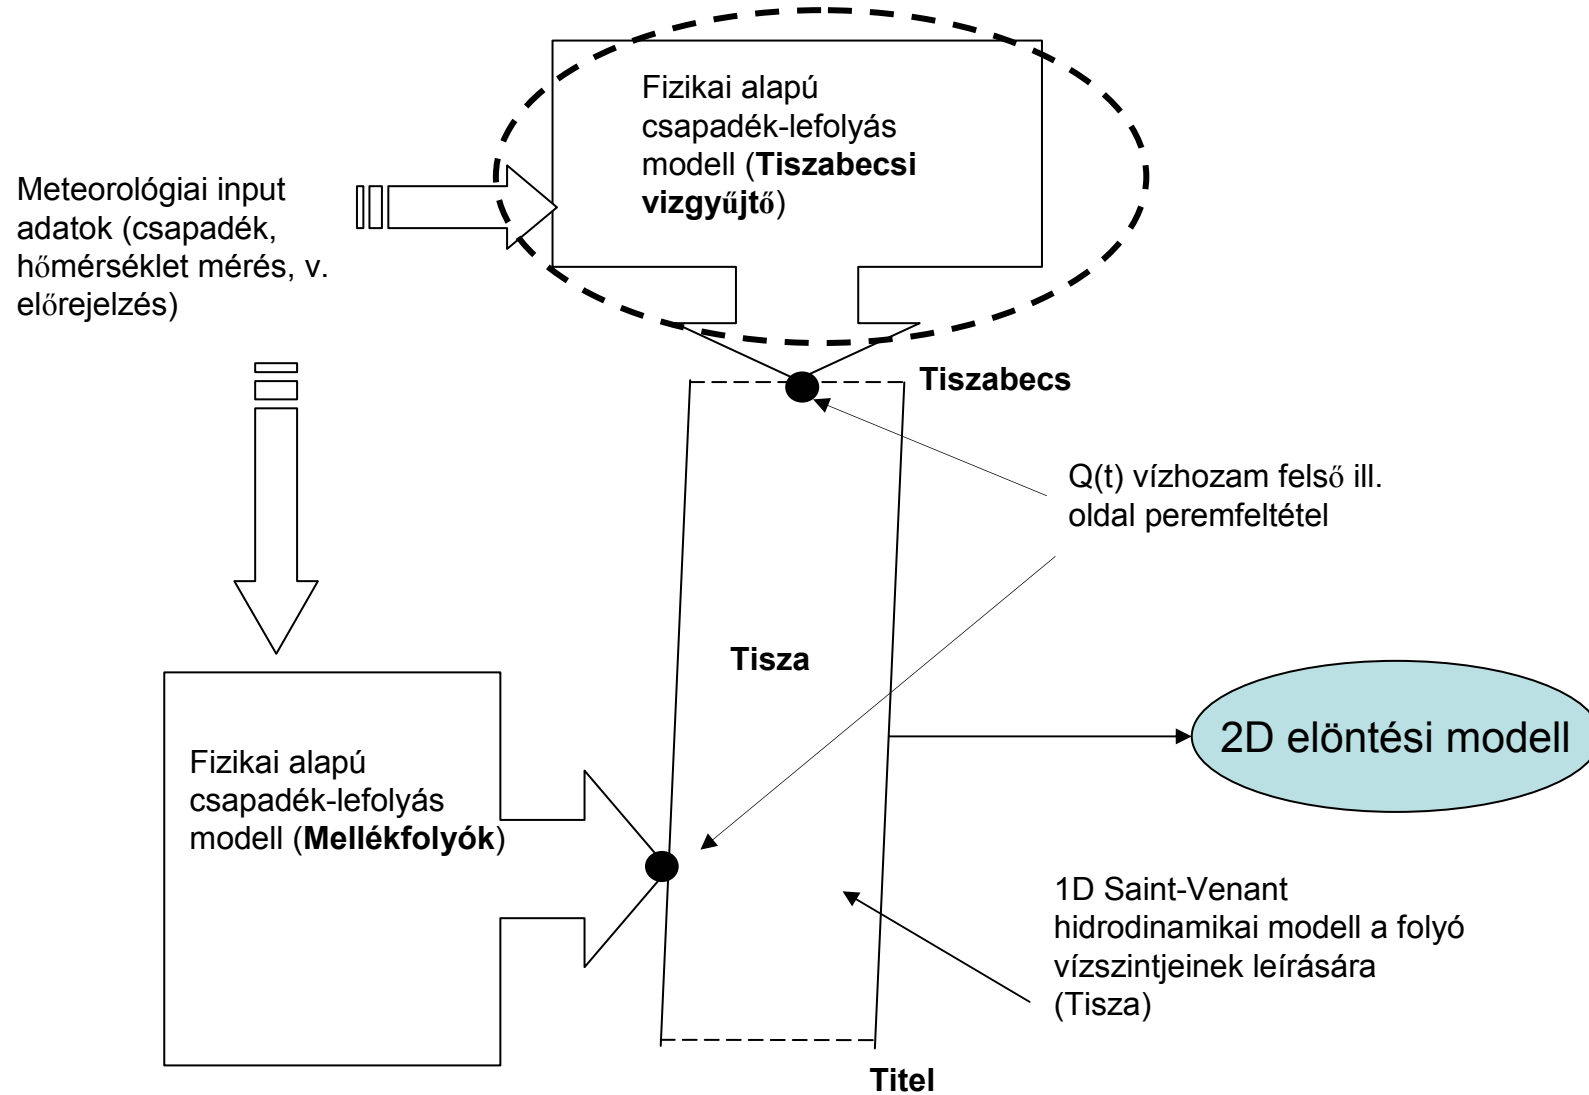 Fizikai alapú
csapadék-lefolyás
modell (Tiszabecsi
vizgyűjtő)
Meteorológiai input
adatok (csapadék,
hőmérséklet mérés, v.
előrejelzés)
Tiszabecs
Q(t) vízhozam felső ill.
oldal peremfeltétel
Tisza
2D elöntési modell
Fizikai alapú
csapadék-lefolyás
modell (Mellékfolyók)
1D Saint-Venant
hidrodinamikai modell a folyó
vízszintjeinek leírására
(Tisza)
Titel